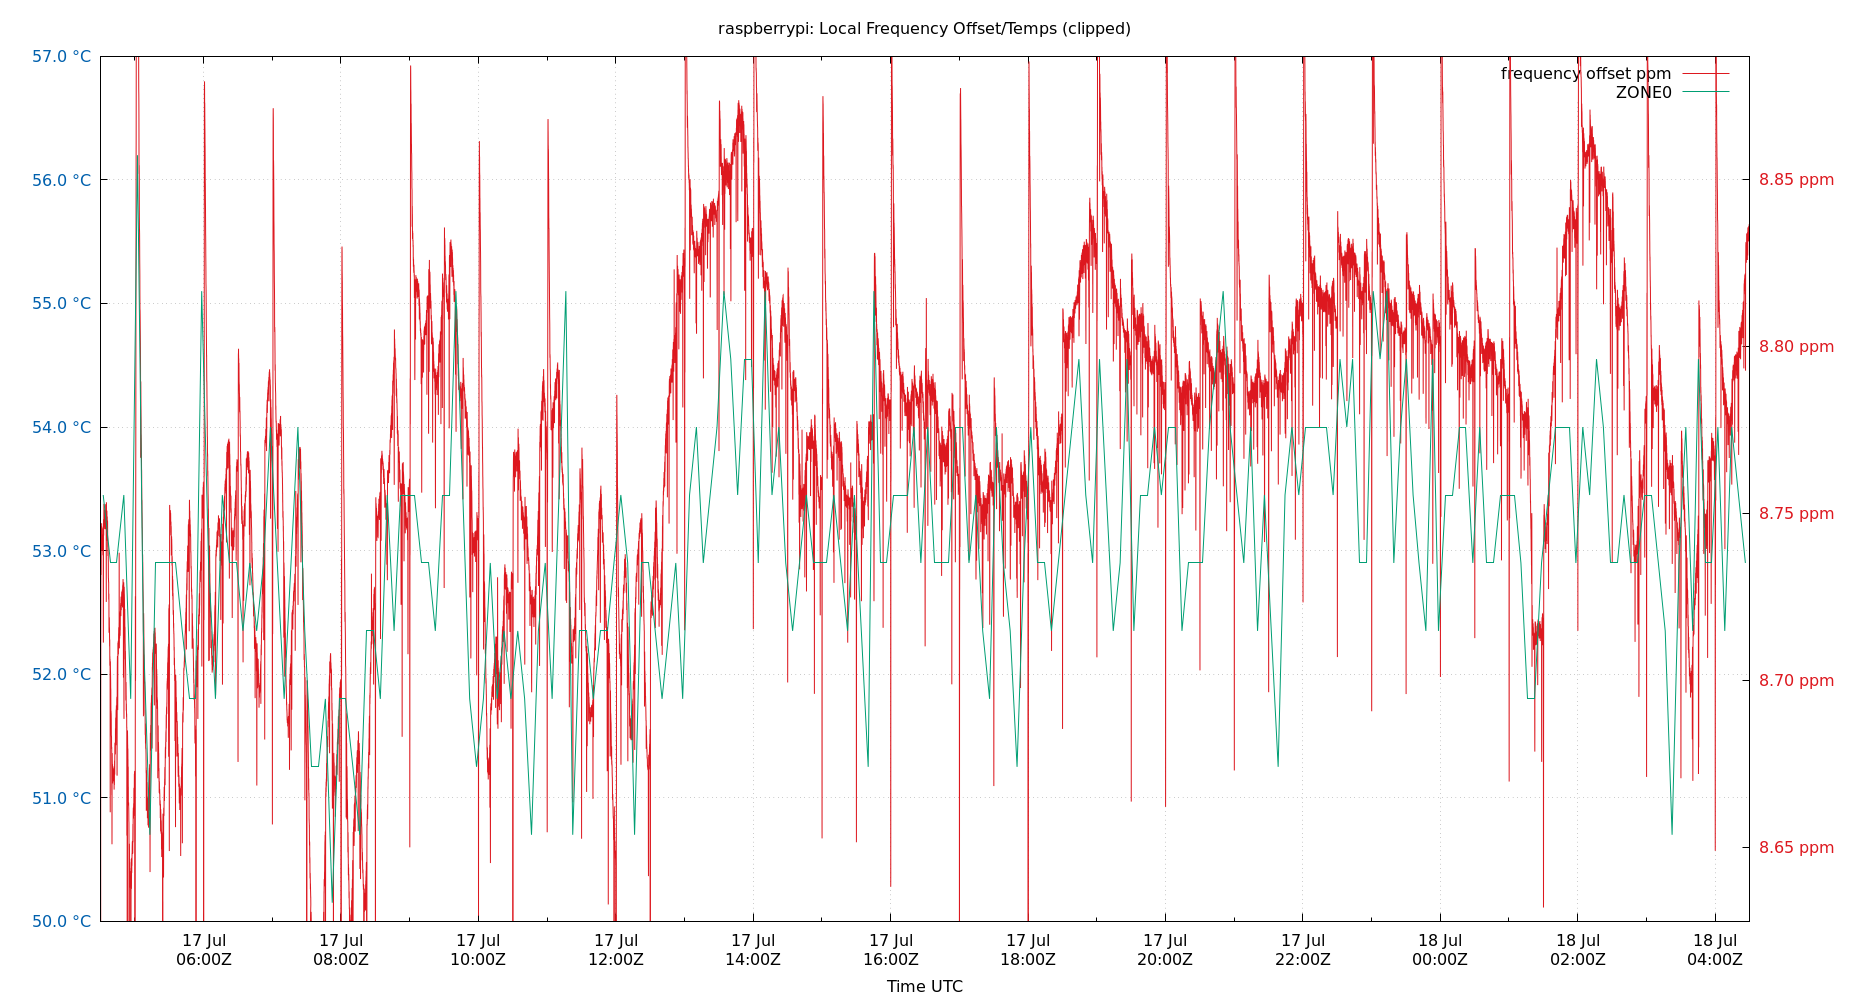 raspberrypi: Local Frequency Offset/Temps (clipped)
57.0 °C
56.0 °C
55.0 °C
54.0 °C
53.0 °C
52.0 °C
51.0 °C
50.0 °C
frequency offset ppm
ZONE0
8.85 ppm
8.80 ppm
8.75 ppm
8.70 ppm
8.65 ppm
17 Jul 17 Jul 17 Jul 17 Jul 17 Jul 17 Jul 17 Jul 17 Jul 17 Jul 18 Jul 18 Jul 18 Jul
06:00Z 08:00Z 10:00Z 12:00Z 14:00Z 16:00Z 18:00Z 20:00Z 22:00Z 00:00Z 02:00Z 04:00Z
Time UTC